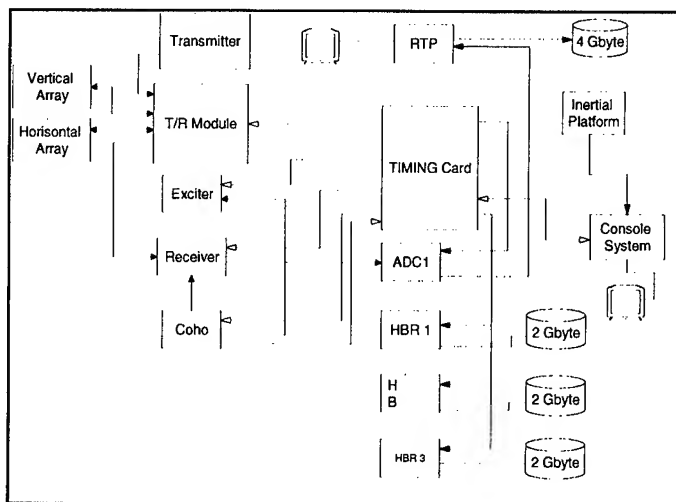 Transmitter
RTP
4 Gbyte
Vertical
Array
T/R Module
Inertial
Platform
Horisontal
Array
TIMING Card
Exciter
Console
System
Receiver
ADC1
Coho
HBR 1
2 Gbyte
H
B
2 Gbyte
HBR 3
2 Gbyte